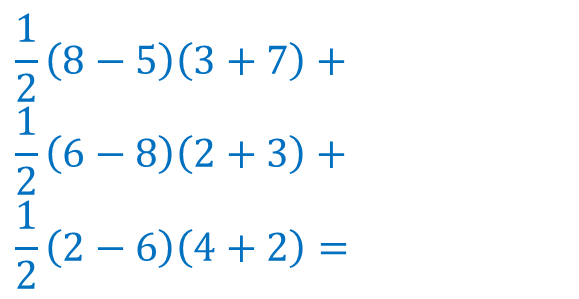 1/2 (8 − 5)(3 + 7) +
1/2 (6 − 8)(2 + 3) +
1/2 (2 − 6)(4 + 2) =